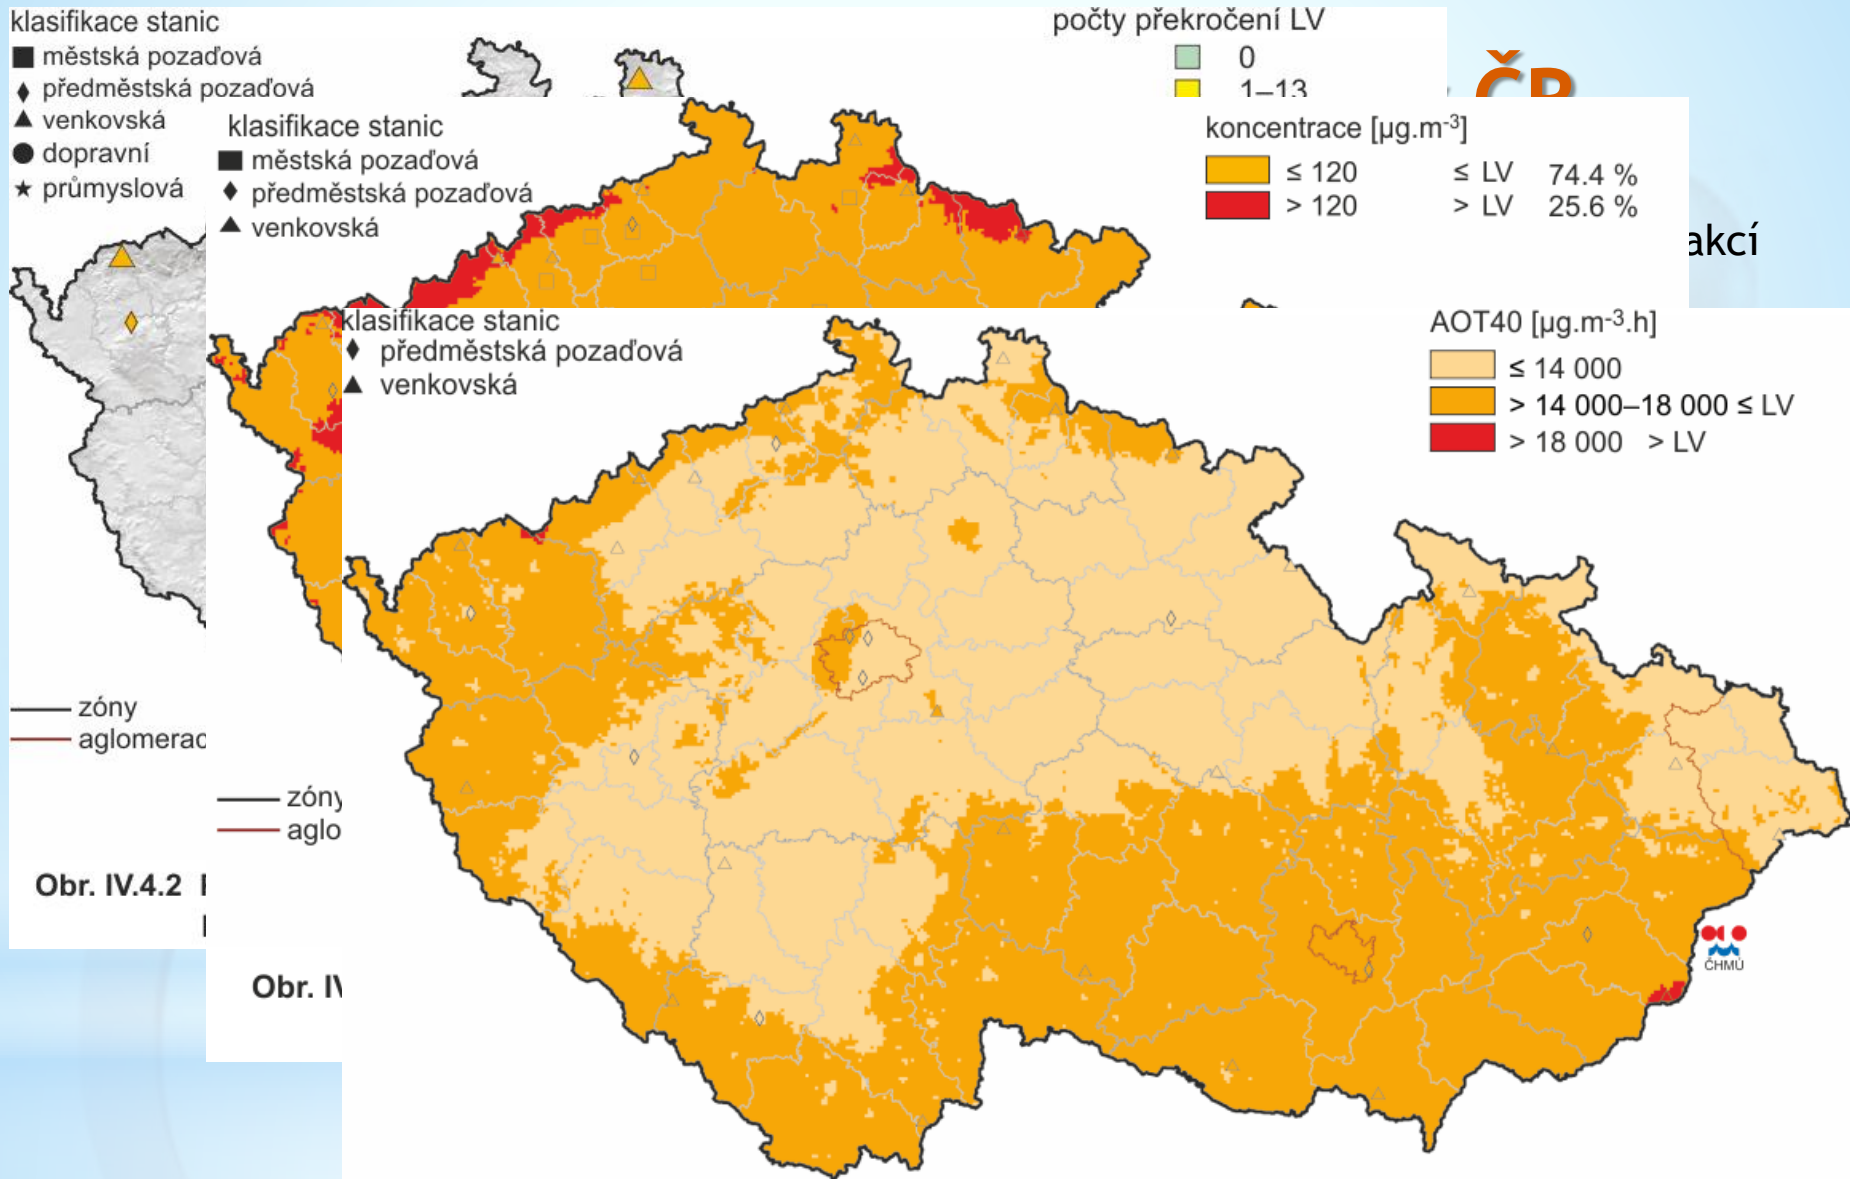 klasifikace stanic
městská pozaďová
předměstská pozaďová
venkovská
dopravní
průmyslová
počty překročení LV
0
1–13
ČR
akcí
klasifikace stanic
městská pozaďová
předměstská pozaďová
venkovská
koncentrace [µg.m-3]
≤ 120 ≤ LV 74.4 %
> 120 > LV 25.6 %
klasifikace stanic
předměstská pozaďová
venkovská
AOT40 [µg.m-3.h]
≤ 14 000
> 14 000–18 000 ≤ LV
> 18 000 > LV
zóny
aglomerac
zóny
aglo
Obr. IV.4.2
Obr. IV
ČHMÚ